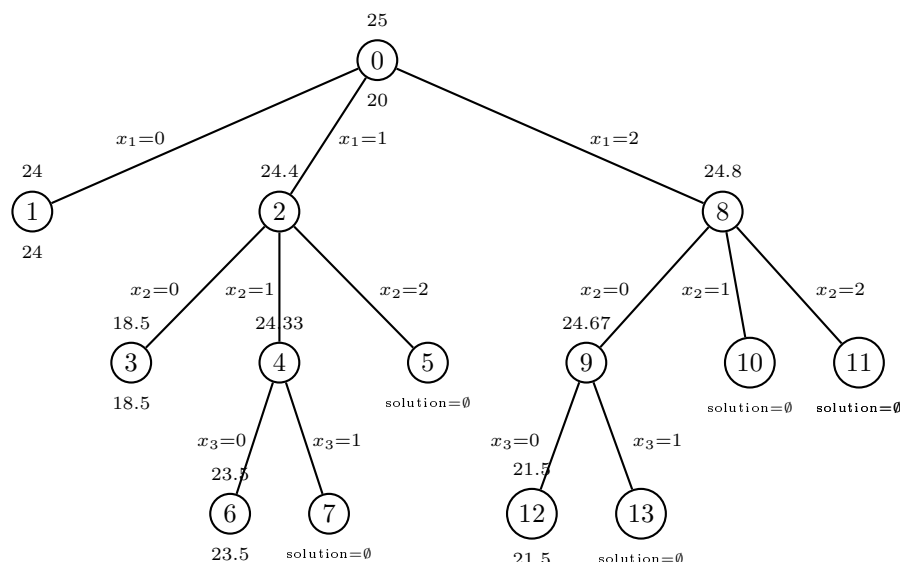 25
0
20
x₁=0
x₁=1
x₁=2
24
24.4
24.8
1
2
8
24
x₂=0
x₂=1
x₂=2
x₂=0
x₂=1
x₂=2
18.5
24.33
24.67
3
4
5
9
10
11
18.5
solution=∅
solution=∅
solution=∅
x₃=0
x₃=1
x₃=0
x₃=1
23.5
21.5
6
7
12
13
23.5
solution=∅
21.5
solution=∅